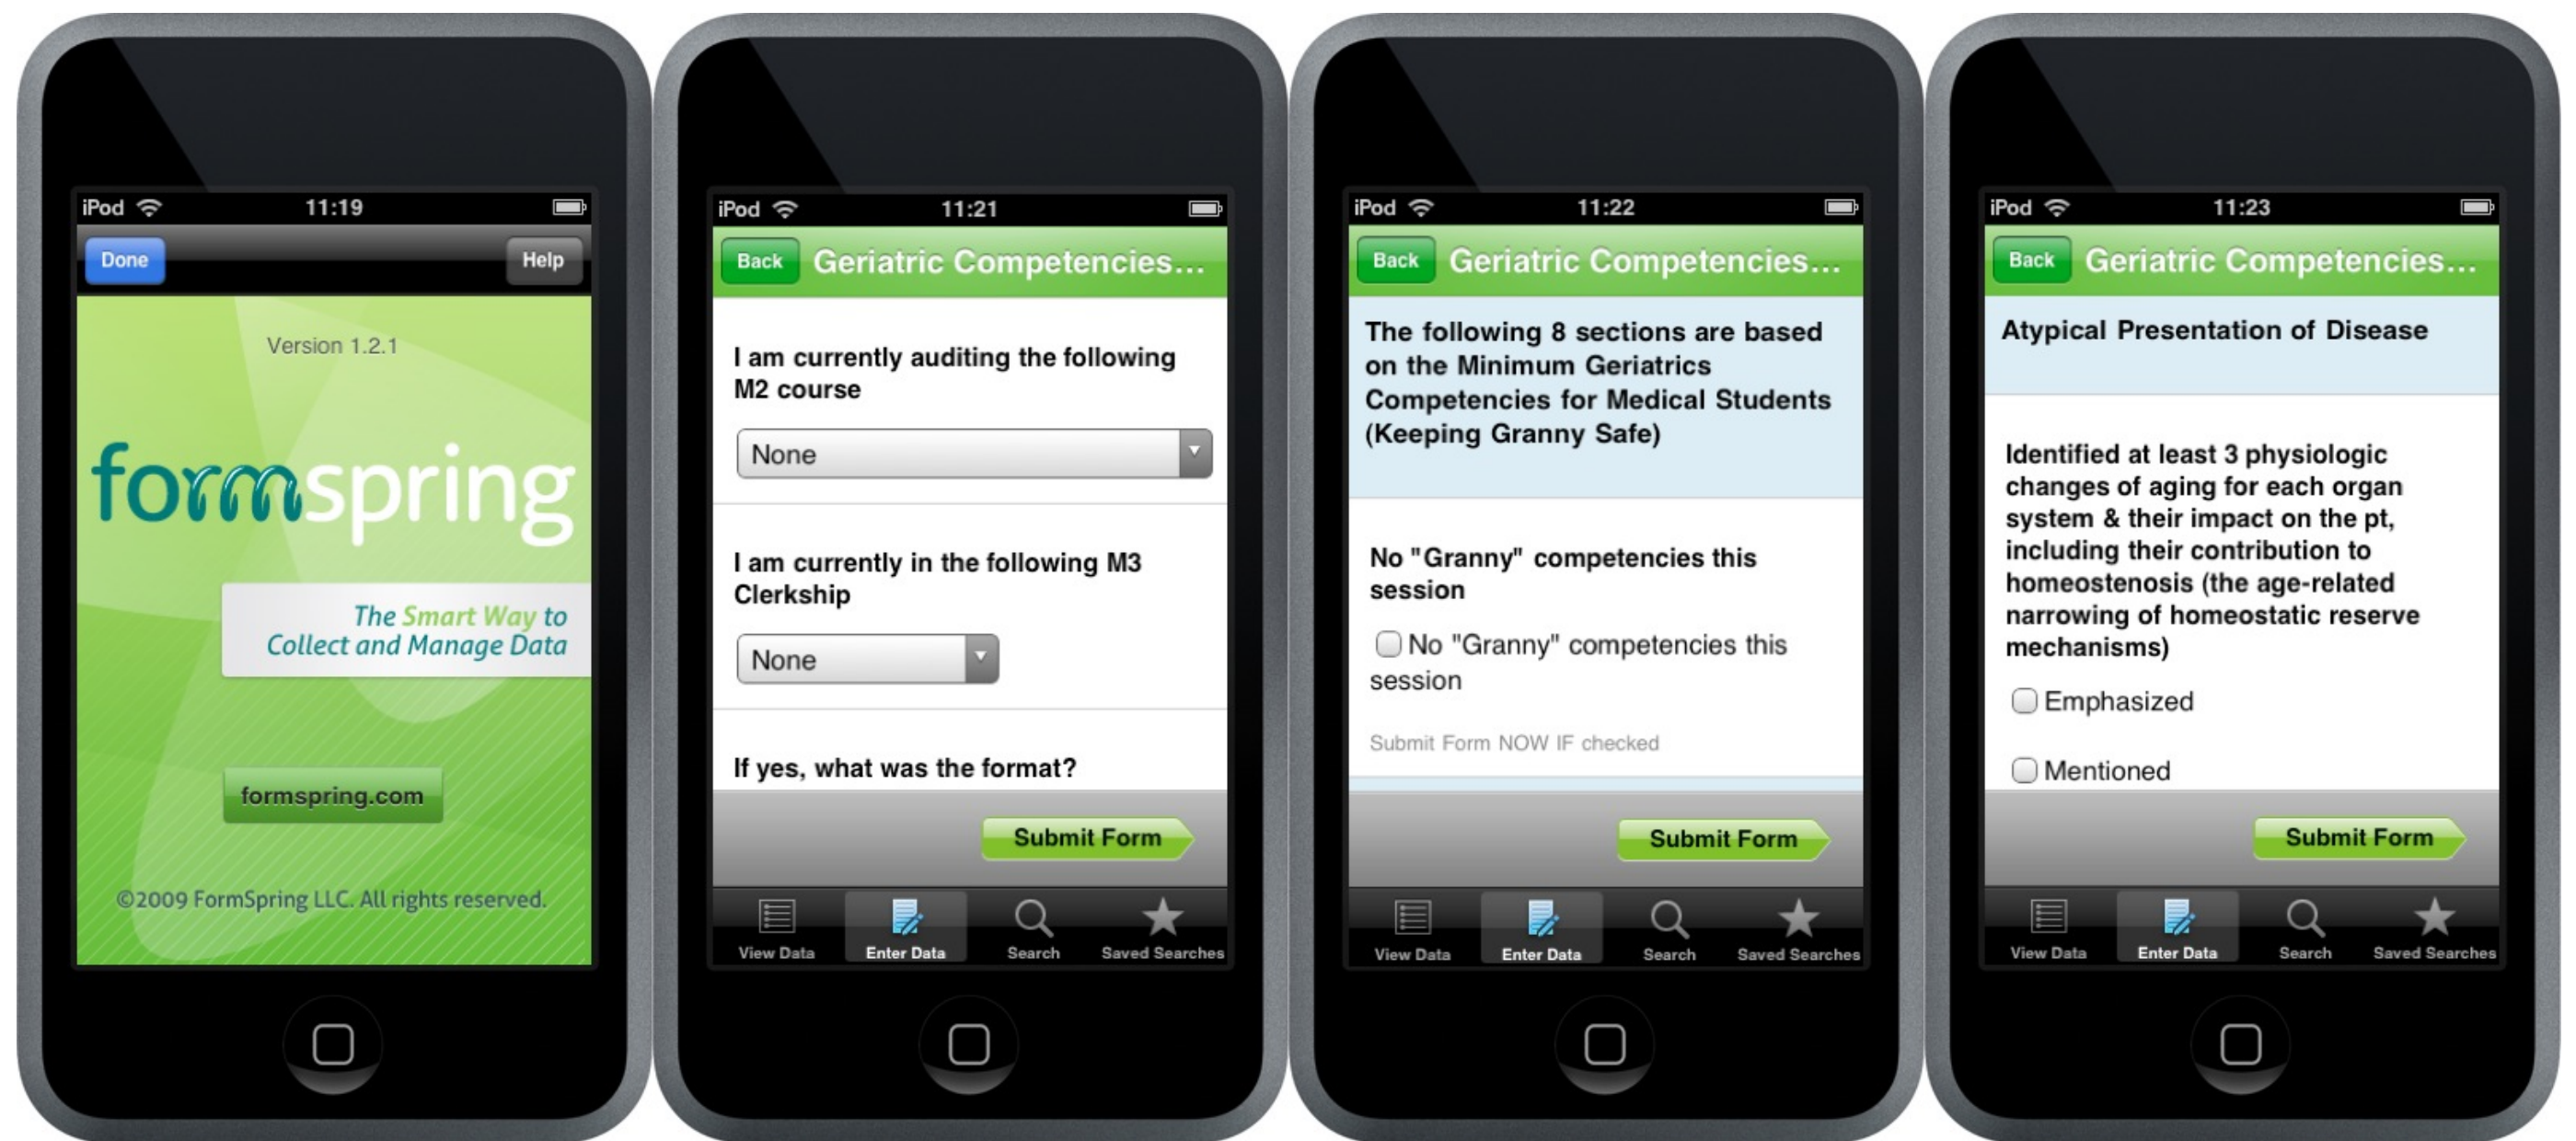 iPod 11:19
Done Help
Version 1.2.1
formspring
The Smart Way to
Collect and Manage Data
formspring.com
©2009 FormSpring LLC. All rights reserved.
iPod 11:21
Back Geriatric Competencies...
I am currently auditing the following
M2 course
None
I am currently in the following M3
Clerkship
None
If yes, what was the format?
Submit Form
View Data Enter Data Search Saved Searches
iPod 11:22
Back Geriatric Competencies...
The following 8 sections are based
on the Minimum Geriatrics
Competencies for Medical Students
(Keeping Granny Safe)
No "Granny" competencies this
session
No "Granny" competencies this
session
Submit Form NOW IF checked
Submit Form
View Data Enter Data Search Saved Searches
iPod 11:23
Back Geriatric Competencies...
Atypical Presentation of Disease
Identified at least 3 physiologic
changes of aging for each organ
system & their impact on the pt,
including their contribution to
homeostenosis (the age-related
narrowing of homeostatic reserve
mechanisms)
Emphasized
Mentioned
Submit Form
View Data Enter Data Search Saved Searches